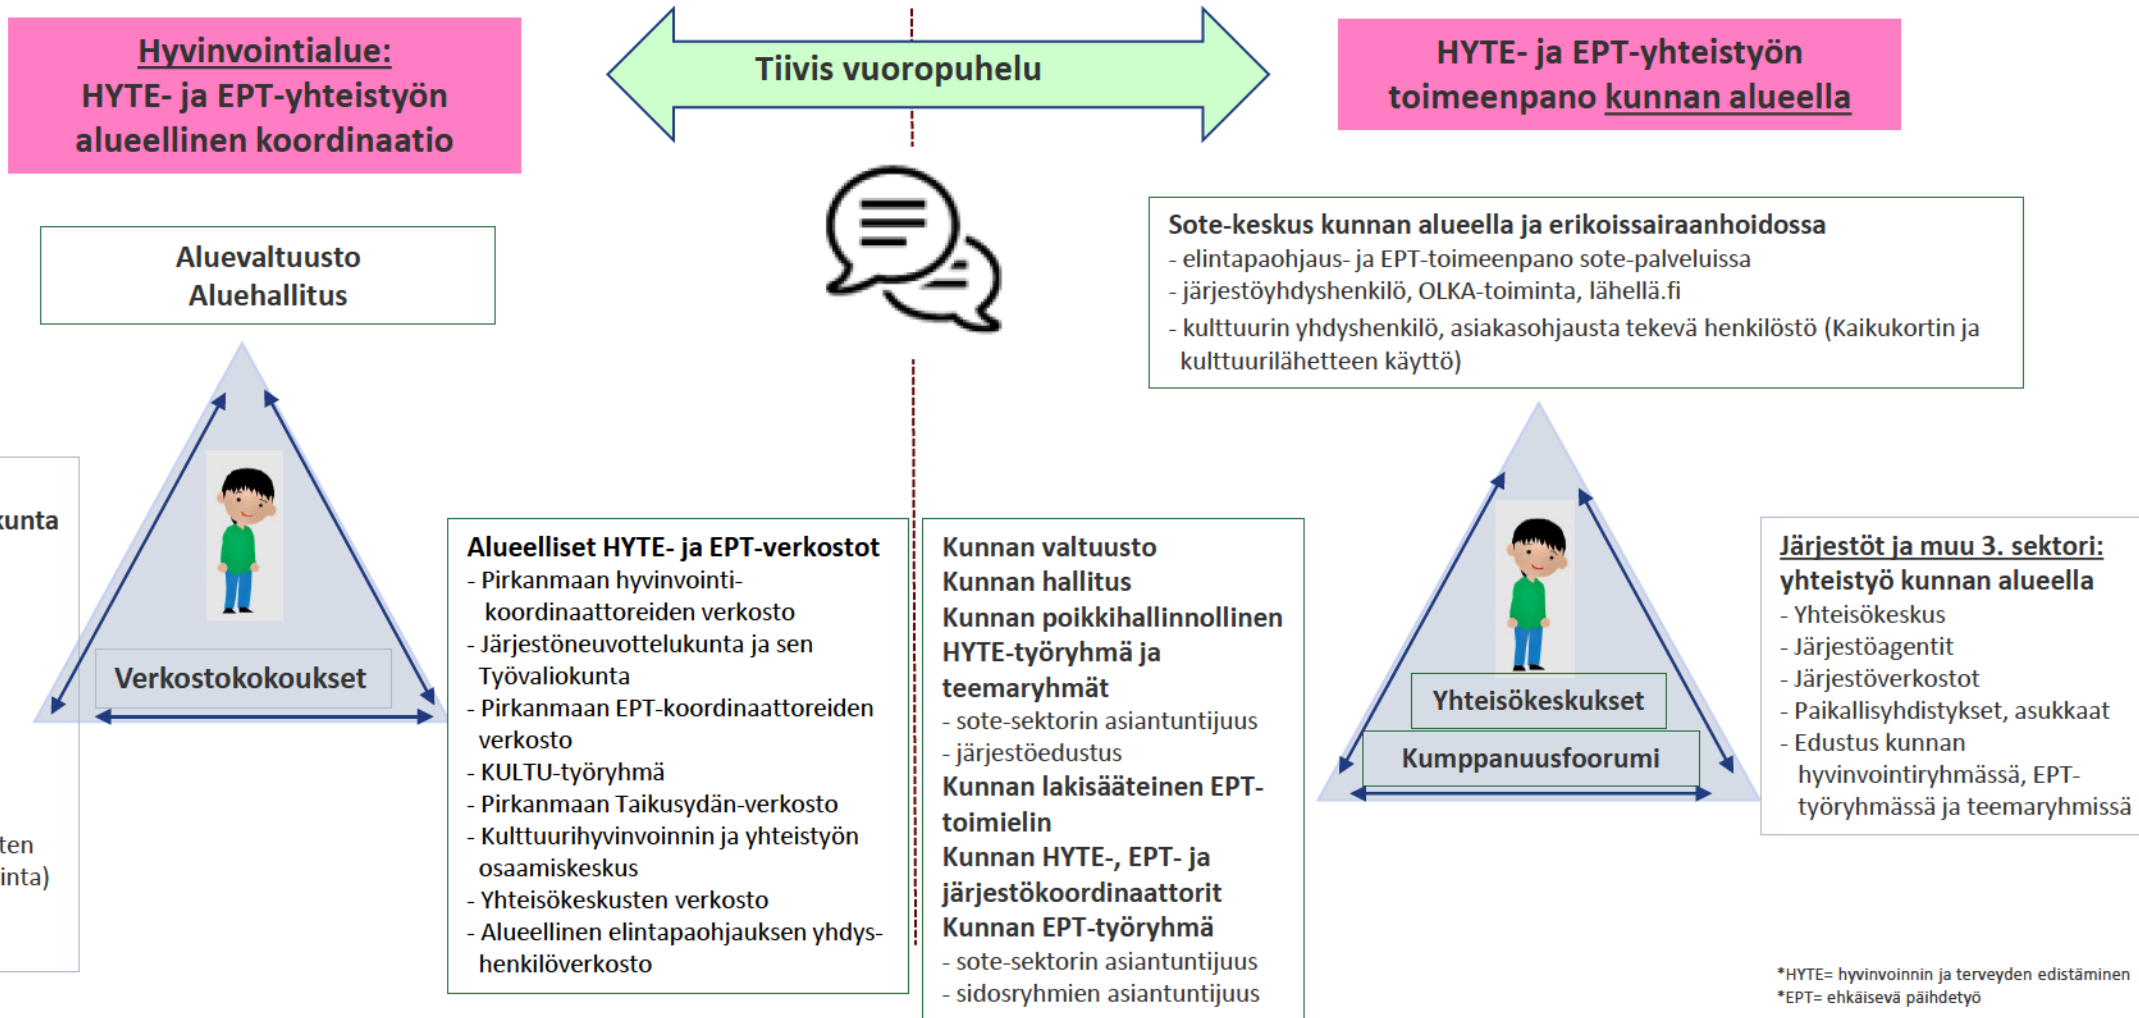 Hyvinvointialue:
HYTE- ja EPT-yhteistyön
alueellinen koordinaatio
Tiivis vuoropuhelu
HYTE- ja EPT-yhteistyön
toimeenpano kunnan alueella
Aluevaltuusto
Aluehallitus
Sote-keskus kunnan alueella ja erikoissairaanhoidossa
- elintapaohjaus- ja EPT-toimeenpano sote-palveluissa
- järjestöyhdyshenkilö, OLKA-toiminta, lähellä.fi
- kulttuurin yhdyshenkilö, asiakasohjausta tekevä henkilöstö (Kaikukortin ja
kulttuurilähetteen käyttö)
Verkostokokoukset
Alueelliset HYTE- ja EPT-verkostot
- Pirkanmaan hyvinvointi-
koordinaattoreiden verkosto
- Järjestöneuvottelukunta ja sen
Työvaliokunta
- Pirkanmaan EPT-koordinaattoreiden
verkosto
- KULTU-työryhmä
- Pirkanmaan Taikusydän-verkosto
- Kulttuurihyvinvoinnin ja yhteistyön
osaamiskeskus
- Yhteisökeskusten verkosto
- Alueellinen elintapaohjauksen yhdys-
henkilöverkosto
Kunnan valtuusto
Kunnan hallitus
Kunnan poikkihallinnollinen
HYTE-työryhmä ja
teemaryhmät
- sote-sektorin asiantuntijuus
- järjestöedustus
Kunnan lakisääteinen EPT-
toimielin
Kunnan HYTE-, EPT- ja
järjestökoordinaattorit
Kunnan EPT-työryhmä
- sote-sektorin asiantuntijuus
- sidosryhmien asiantuntijuus
Yhteisökeskukset
Kumppanuusfoorumi
Järjestöt ja muu 3. sektori:
yhteistyö kunnan alueella
- Yhteisökeskus
- Järjestöagentit
- Järjestöverkostot
- Paikallisyhdistykset, asukkaat
- Edustus kunnan
hyvinvointiryhmässä, EPT-
työryhmässä ja teemaryhmissä
*HYTE= hyvinvoinnin ja terveyden edistäminen
*EPT= ehkäisevä päihdetyö